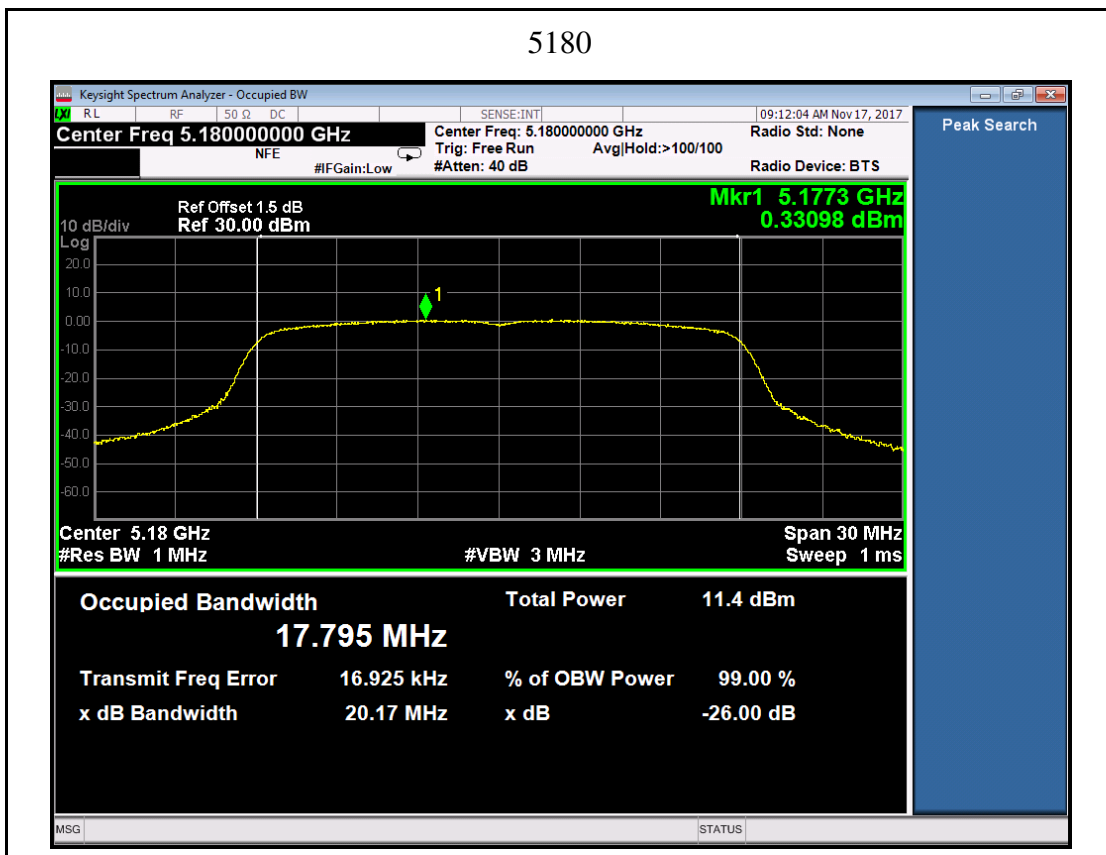 5180
Keysight Spectrum Analyzer - Occupied BW
LXI RL RF 50 Ω DC SENSE:INT 09:12:04 AM Nov 17, 2017
Center Freq 5.180000000 GHz Center Freq: 5.180000000 GHz Radio Std: None
NFE Trig: Free Run Avg|Hold:>100/100
#IFGain:Low #Atten: 40 dB Radio Device: BTS
Peak Search
Mkr1 5.1773 GHz
0.33098 dBm
Ref Offset 1.5 dB
10 dB/div Ref 30.00 dBm
Log
20.0
10.0
1
0.00
-10.0
-20.0
-30.0
-40.0
-50.0
-60.0
Center 5.18 GHz Span 30 MHz
#Res BW 1 MHz #VBW 3 MHz Sweep 1 ms
Occupied Bandwidth Total Power 11.4 dBm
17.795 MHz
Transmit Freq Error 16.925 kHz % of OBW Power 99.00 %
x dB Bandwidth 20.17 MHz x dB -26.00 dB
MSG STATUS